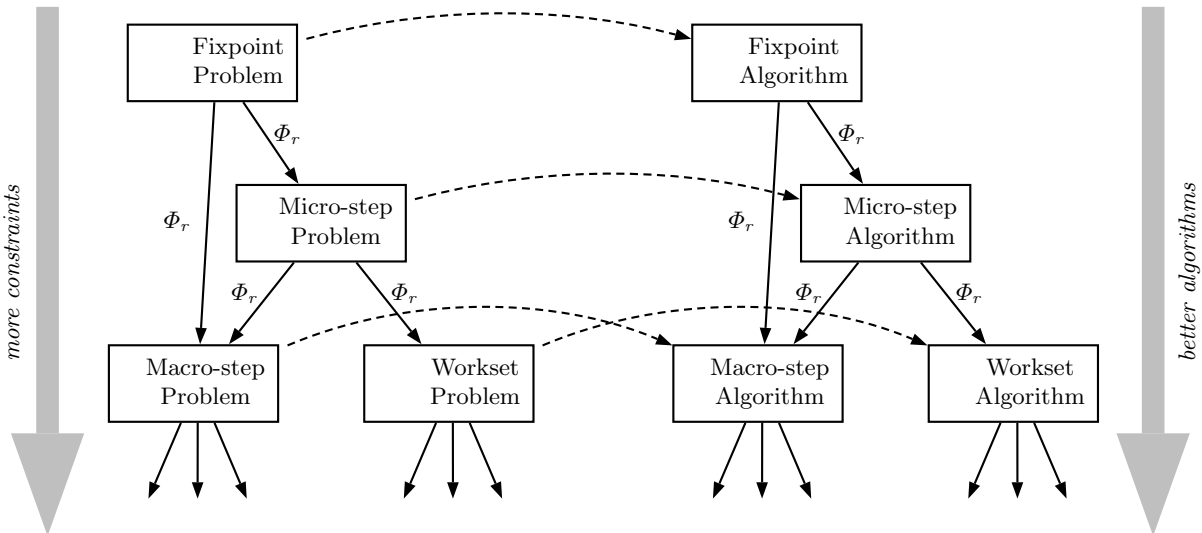 Fixpoint
Problem
Fixpoint
Algorithm
Φr
Φr
Micro-step
Problem
Micro-step
Algorithm
Φr
Φr
more constraints
better algorithms
Φr
Φr
Φr
Φr
Macro-step
Problem
Workset
Problem
Macro-step
Algorithm
Workset
Algorithm